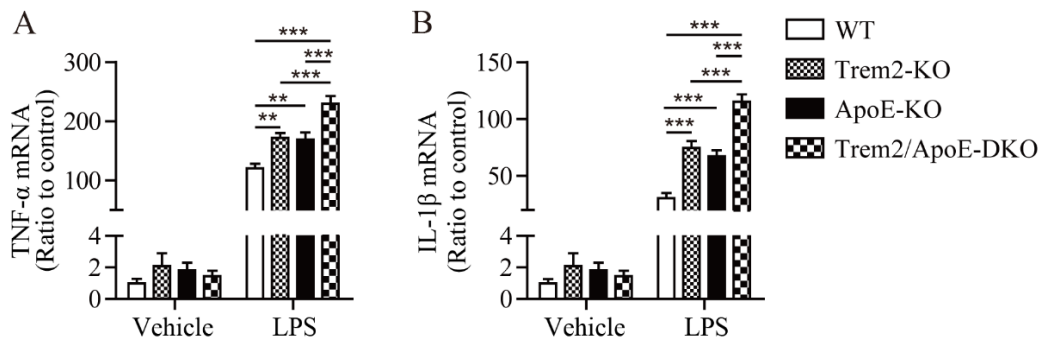 A
TNF-α mRNA
(Ratio to control)
300
200
100
4
2
0
***
***
***
**
**
Vehicle
LPS
B
IL-1β mRNA
(Ratio to control)
150
100
50
4
2
0
***
***
***
***
***
Vehicle
LPS
WT
Trem2-KO
ApoE-KO
Trem2/ApoE-DKO